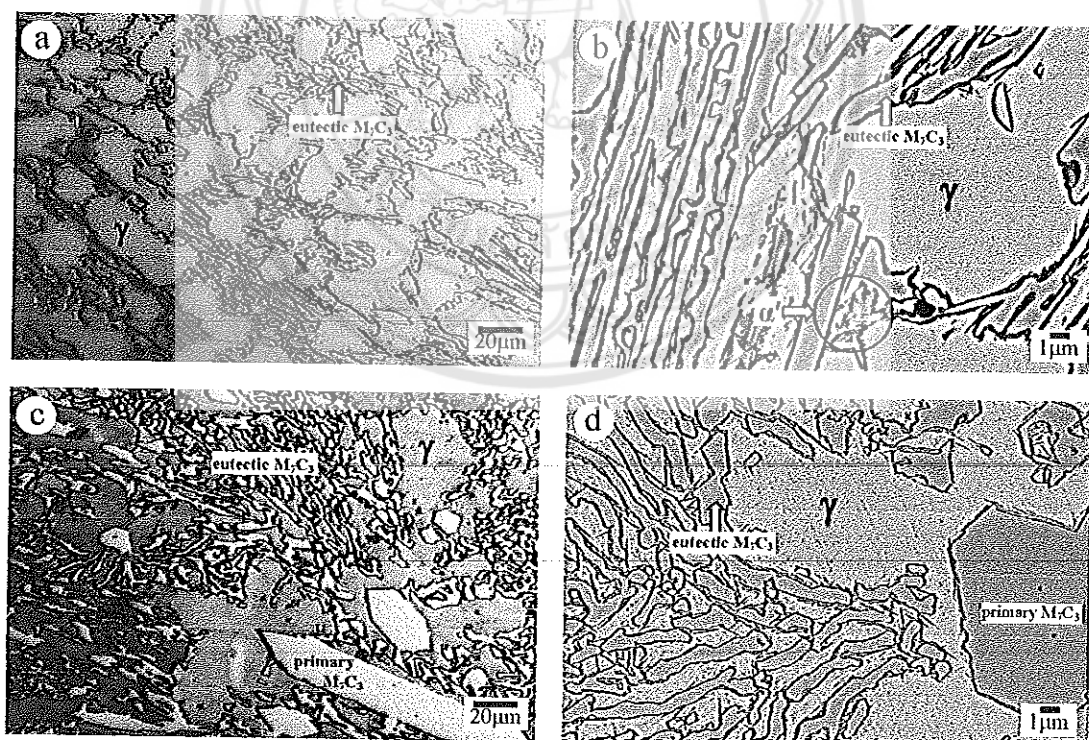 a
eutectic M₇C₃
γ
20μm
b
eutectic M₇C₃
γ
α'
1μm
c
eutectic M₇C₃
γ
primary
M₇C₃
20μm
d
γ
eutectic M₇C₃
primary M₇C₃
1μm